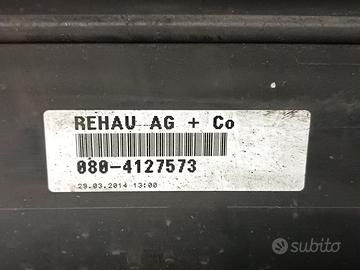 REHAU AG + Co
080-4127573
29.03.2014 13:00
subito